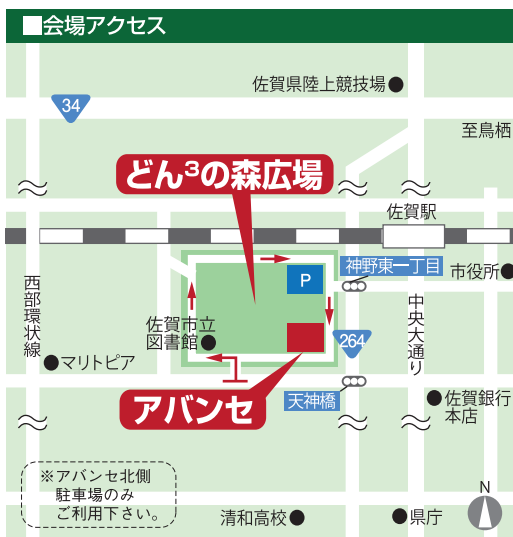 ■会場アクセス
佐賀県陸上競技場
34
至鳥栖
どん³の森広場
佐賀駅
神野東一丁目
市役所
P
西部環状線
中央大通り
佐賀市立
図書館
264
マリトピア
アバンセ
天神橋
佐賀銀行
本店
※アバンセ北側
駐車場のみ
ご利用下さい。
清和高校
県庁
N